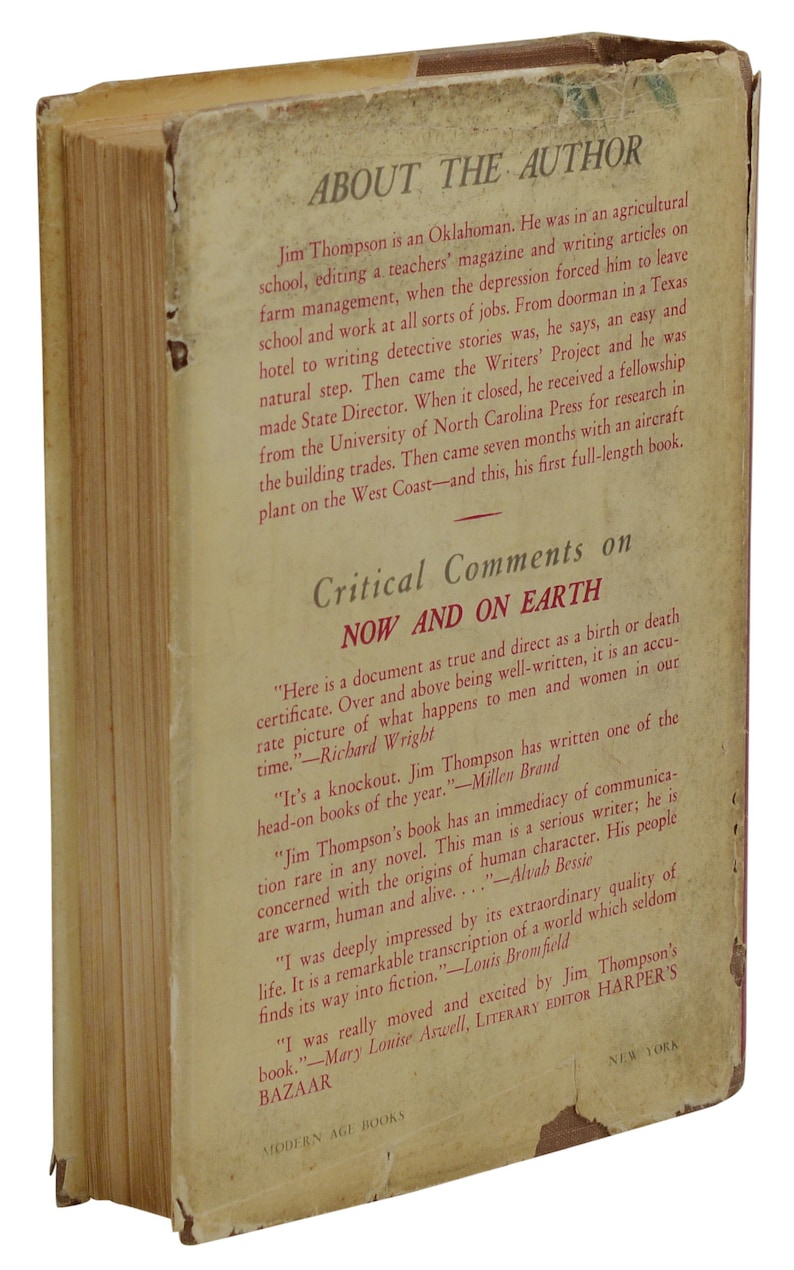 ABOUT THE AUTHOR
Jim Thompson is an Oklahoman. He was in an agricultural
school, editing a teachers' magazine and writing articles on
farm management, when the depression forced him to leave
school and work at all sorts of jobs. From doorman in a Texas
hotel to writing detective stories was, he says, an easy and
natural step. Then came the Writers' Project and he was
made State Director. When it closed, he received a fellowship
from the University of North Carolina Press for research in
the building trades. Then came seven months with an aircraft
plant on the West Coast—and this, his first full-length book.
Critical Comments on
NOW AND ON EARTH
"Here is a document as true and direct as a birth or death
certificate. Over and above being well-written, it is an accu-
rate picture of what happens to men and women in our
time."—Richard Wright
"It's a knockout. Jim Thompson has written one of the
head-on books of the year."—Millen Brand
"Jim Thompson's book has an immediacy of communica-
tion rare in any novel. This man is a serious writer; he is
concerned with the origins of human character. His people
are warm, human and alive. . . ."—Alvah Bessie
"I was deeply impressed by its extraordinary quality of
life. It is a remarkable transcription of a world which seldom
finds its way into fiction."—Louis Bromfield
"I was really moved and excited by Jim Thompson's
book."—Mary Louise Aswell, LITERARY EDITOR HARPER'S
BAZAAR
MODERN AGE BOOKS NEW YORK